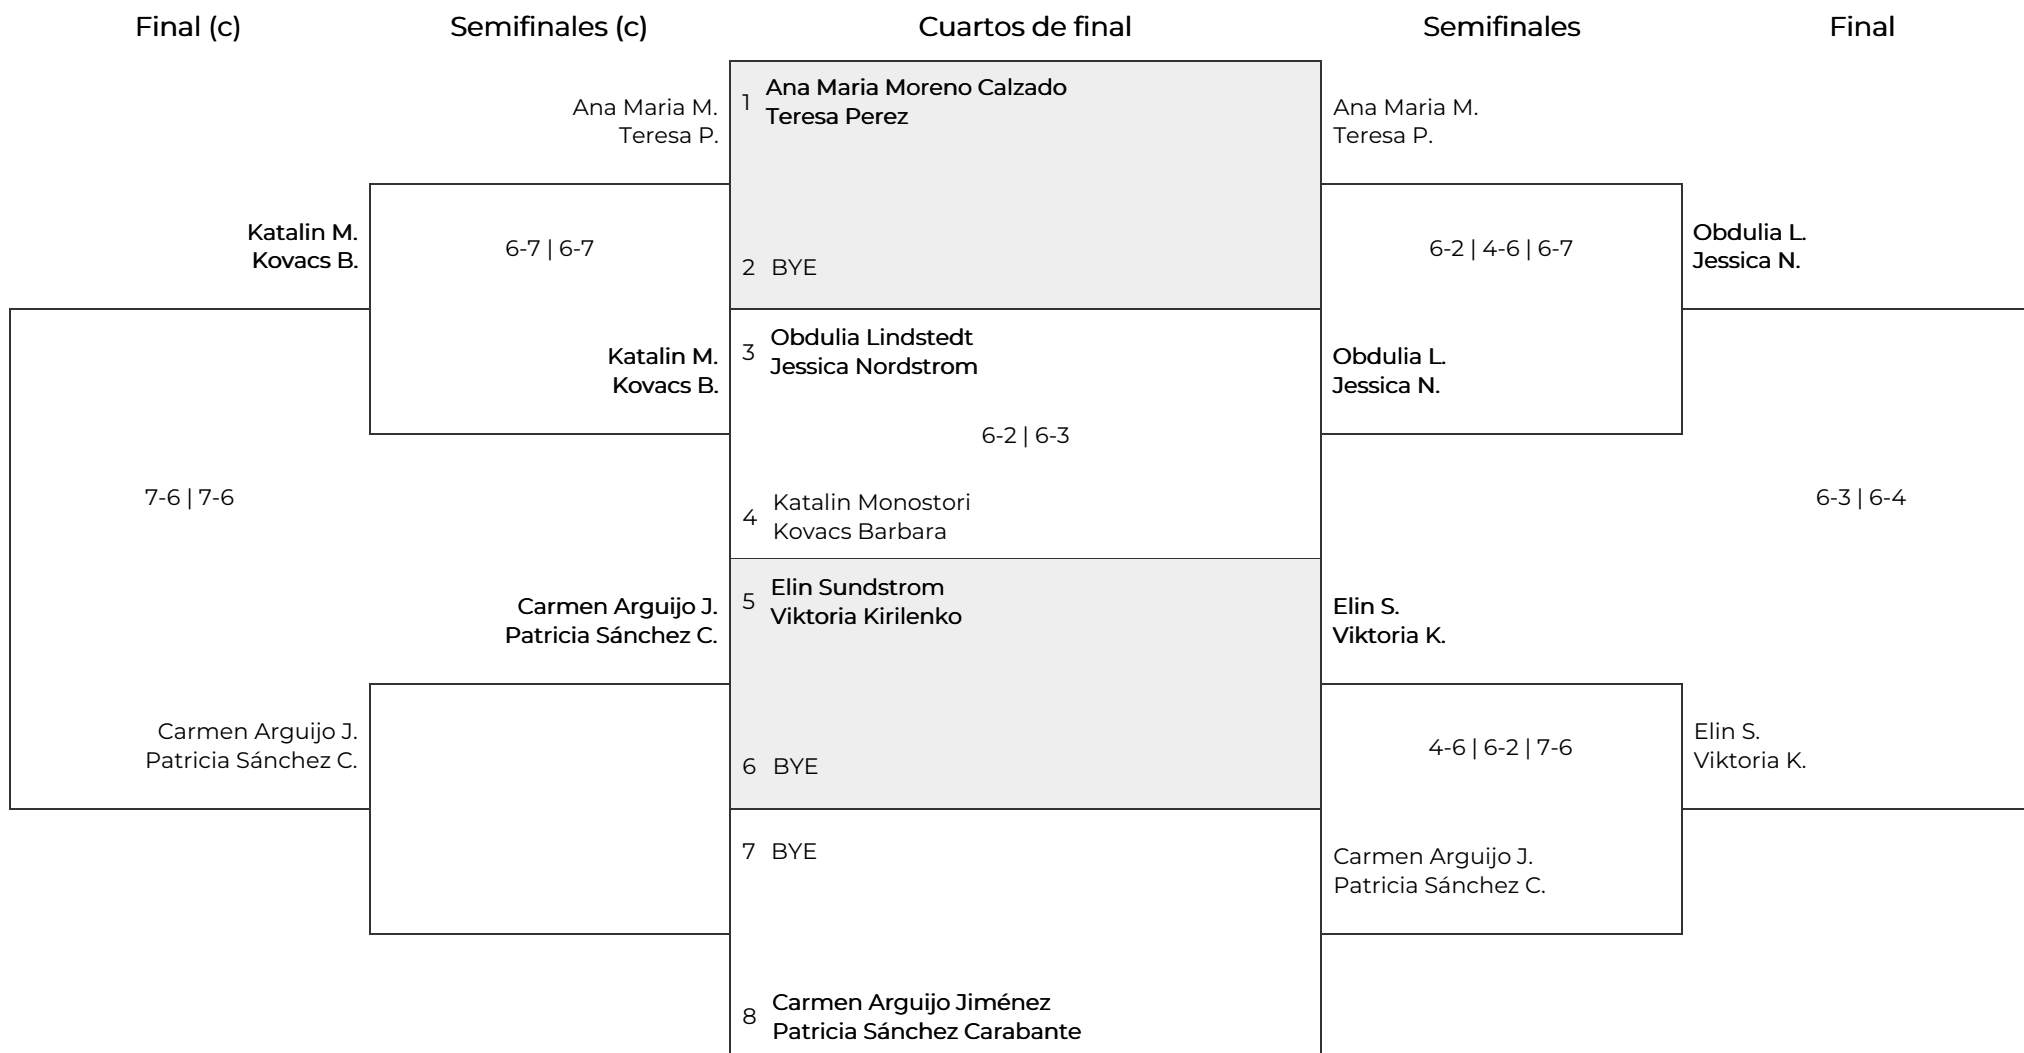 Final (c)
Semifinales (c)
Cuartos de final
Semifinales
Final
Ana Maria M.
Teresa P.
Katalin M.
Kovacs B.
6-7 | 6-7
Katalin M.
Kovacs B.
7-6 | 7-6
Carmen Arguijo J.
Patricia Sánchez C.
Carmen Arguijo J.
Patricia Sánchez C.
1
Ana Maria Moreno Calzado
Teresa Perez
2 BYE
3
Obdulia Lindstedt
Jessica Nordstrom
6-2 | 6-3
4
Katalin Monostori
Kovacs Barbara
5
Elin Sundstrom
Viktoria Kirilenko
6 BYE
7 BYE
8
Carmen Arguijo Jiménez
Patricia Sánchez Carabante
Ana Maria M.
Teresa P.
6-2 | 4-6 | 6-7
Obdulia L.
Jessica N.
Elin S.
Viktoria K.
4-6 | 6-2 | 7-6
Carmen Arguijo J.
Patricia Sánchez C.
Obdulia L.
Jessica N.
6-3 | 6-4
Elin S.
Viktoria K.